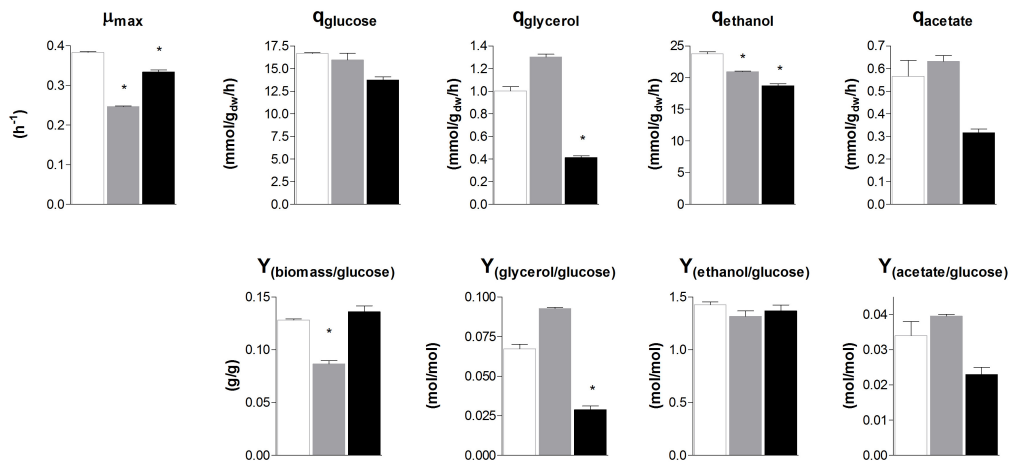 μmax qglucose qglycerol qethanol qacetate
0.4 17.5 1.4 25 0.7
* *
15.0 1.2 20 0.6
0.3 * 12.5 1.0 * * 0.5
(h-1) (mmol/gdw/h) (mmol/gdw/h) (mmol/gdw/h) (mmol/gdw/h)
0.2 10.0 0.8 15 0.4
7.5 0.6 * 10 0.3
0.1 5.0 0.4 0.2
2.5 0.2 5 0.1
0.0 0.0 0.0 0 0.0
Y(biomass/glucose) Y(glycerol/glucose) Y(ethanol/glucose) Y(acetate/glucose)
0.15 0.100 1.5
* 0.04
0.10 0.075 1.0 0.03
(g/g) (mol/mol) (mol/mol) (mol/mol)
0.050 0.02
0.05 * 0.5
0.025 0.01
0.00 0.000 0.0 0.00